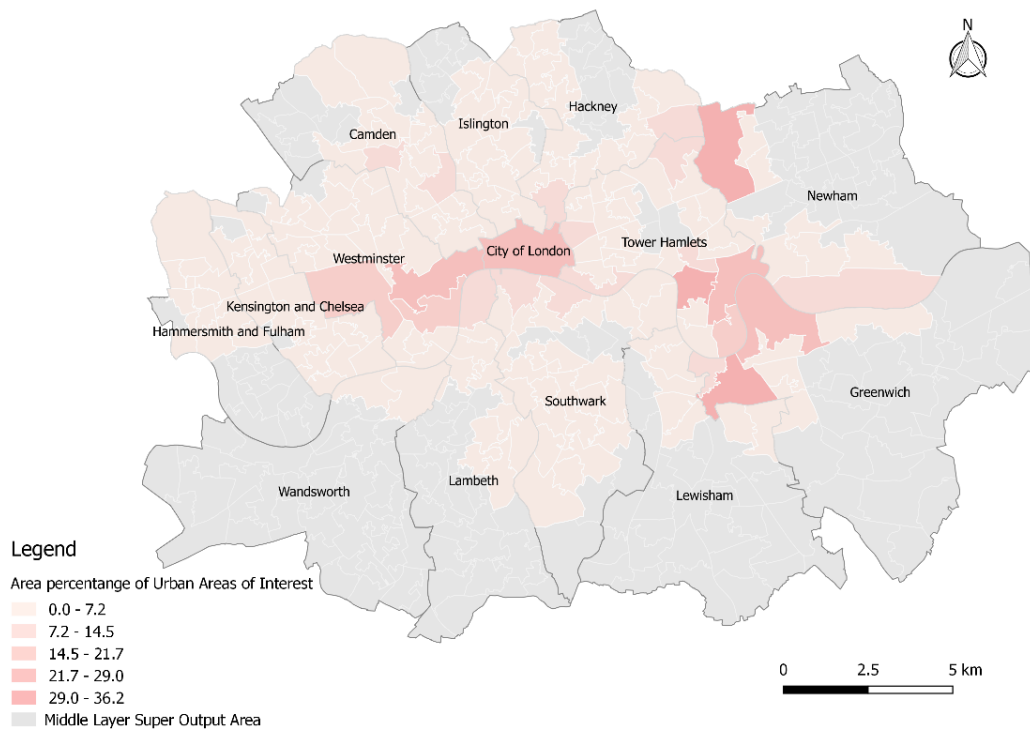 N
Hackney
Islington
Camden
Newham
Tower Hamlets
City of London
Westminster
Kensington and Chelsea
Hammersmith and Fulham
Greenwich
Southwark
Lambeth
Wandsworth
Lewisham
Legend
Area percentange of Urban Areas of Interest
0.0 - 7.2
7.2 - 14.5
14.5 - 21.7
21.7 - 29.0
29.0 - 36.2
Middle Layer Super Output Area
0 2.5 5 km